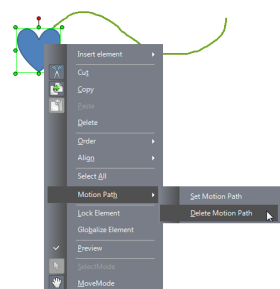 Insert element
Cut
Copy
Paste
Delete
Order
Align
Select All
Motion Path
Set Motion Path
Delete Motion Path
Lock Element
Globalize Element
Preview
SelectMode
MoveMode